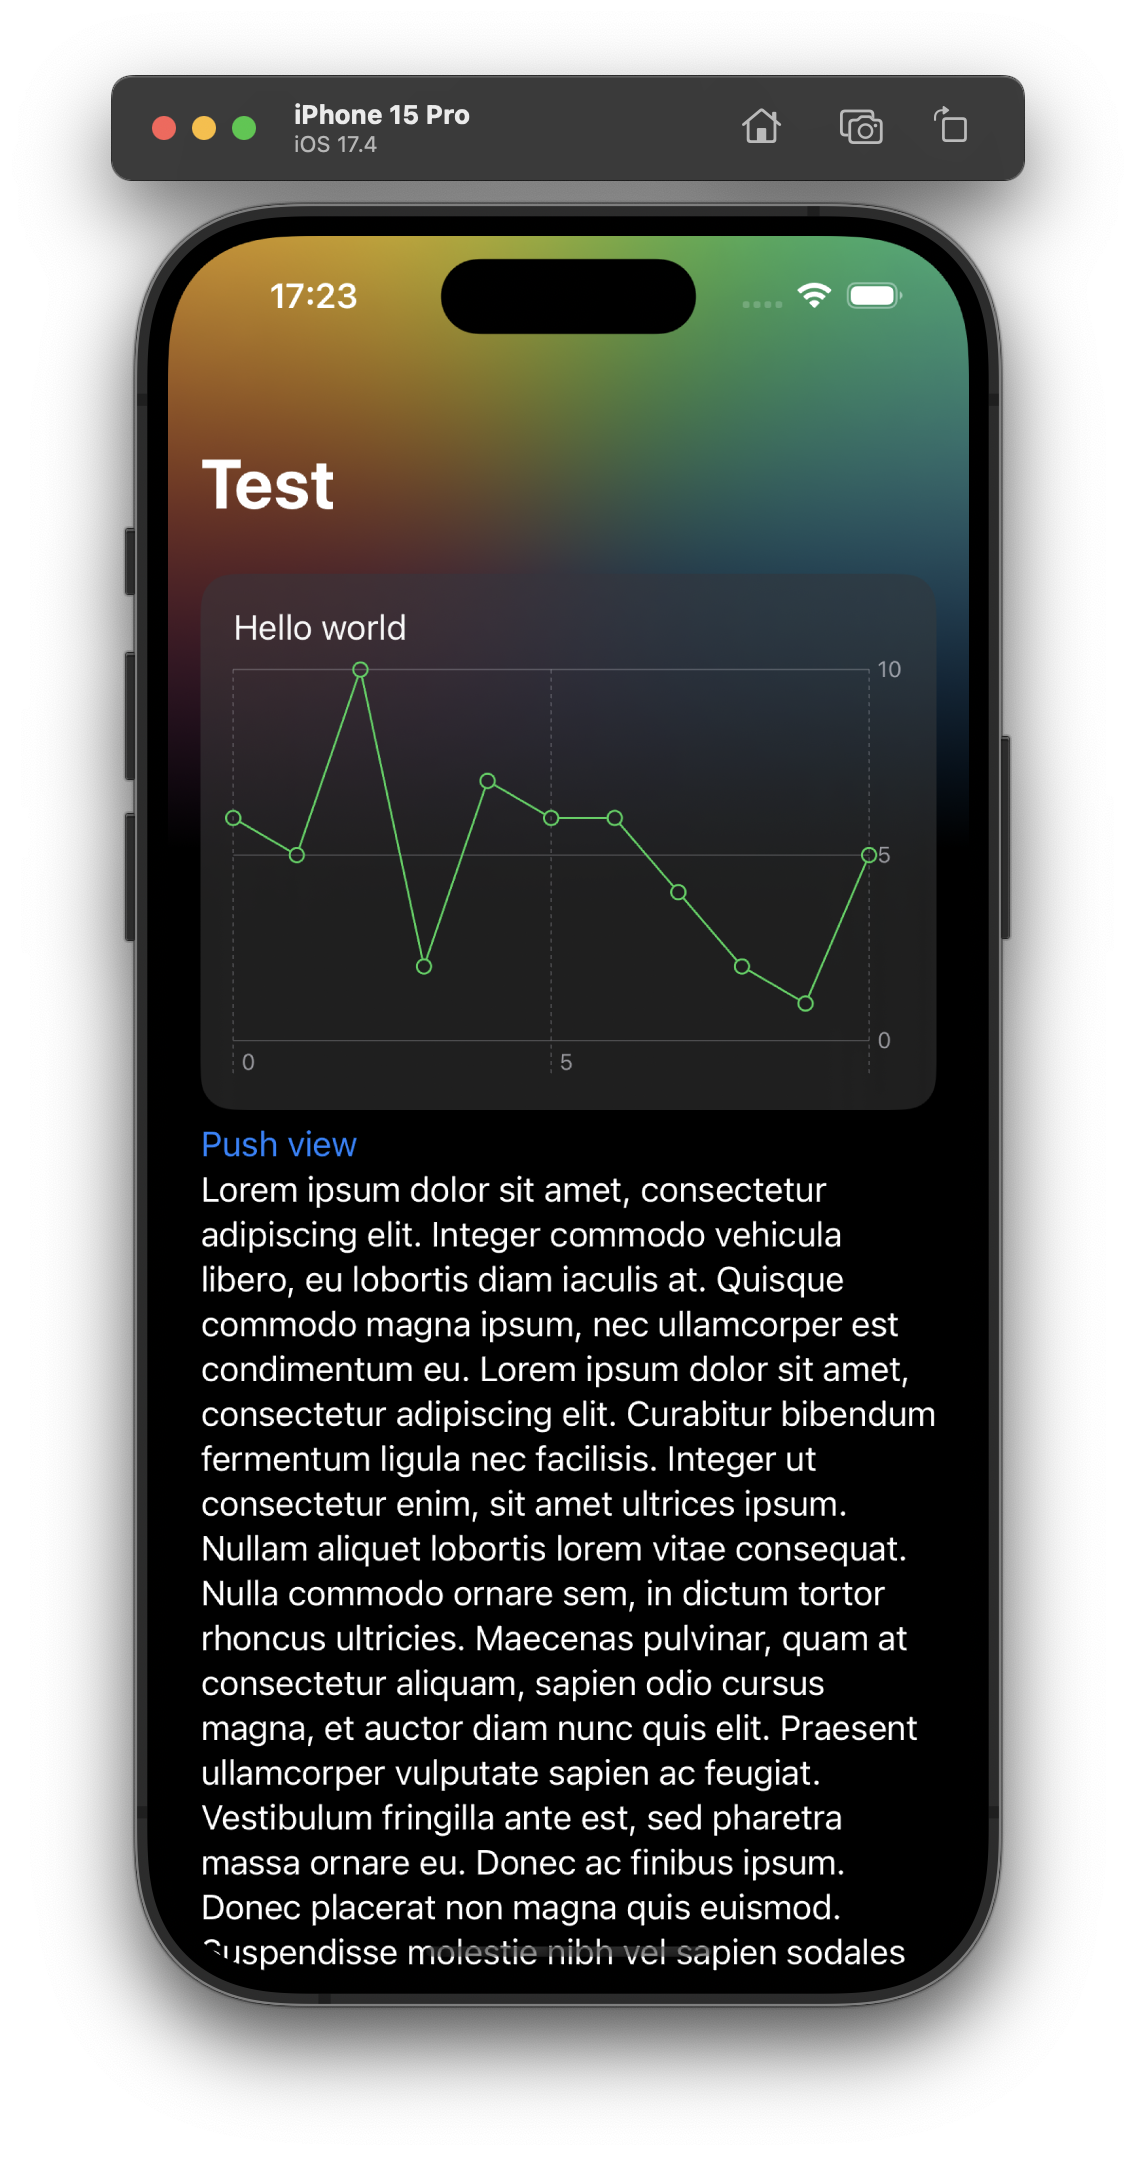 iPhone 15 Pro
iOS 17.4
17:23
Test
Hello world
10
5
0
0
5
Push view
Lorem ipsum dolor sit amet, consectetur
adipiscing elit. Integer commodo vehicula
libero, eu lobortis diam iaculis at. Quisque
commodo magna ipsum, nec ullamcorper est
condimentum eu. Lorem ipsum dolor sit amet,
consectetur adipiscing elit. Curabitur bibendum
fermentum ligula nec facilisis. Integer ut
consectetur enim, sit amet ultrices ipsum.
Nullam aliquet lobortis lorem vitae consequat.
Nulla commodo ornare sem, in dictum tortor
rhoncus ultricies. Maecenas pulvinar, quam at
consectetur aliquam, sapien odio cursus
magna, et auctor diam nunc quis elit. Praesent
ullamcorper vulputate sapien ac feugiat.
Vestibulum fringilla ante est, sed pharetra
massa ornare eu. Donec ac finibus ipsum.
Donec placerat non magna quis euismod.
Suspendisse molestie nibh vel sapien sodales